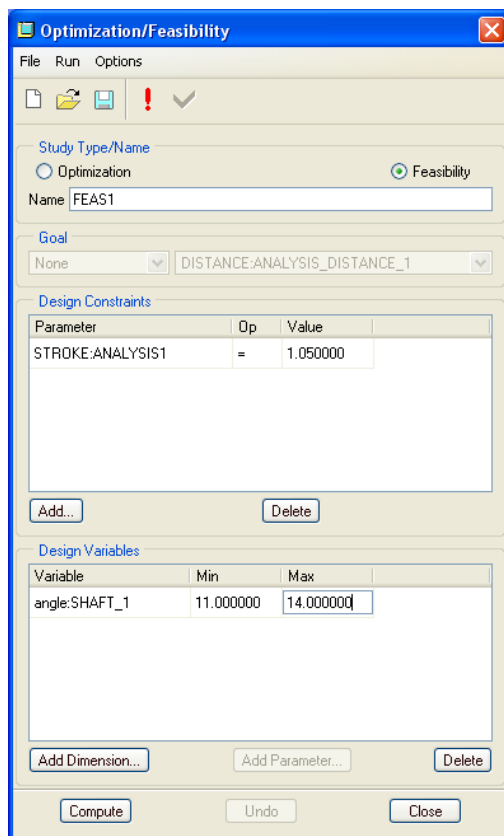 Optimization/Feasibility
File Run Options
Study Type/Name
Optimization Feasibility
Name FEAS1
Goal
None DISTANCE:ANALYSIS_DISTANCE_1
Design Constraints
Parameter Op Value
STROKE:ANALYSIS1 = 1.050000
Add... Delete
Design Variables
Variable Min Max
angle:SHAFT_1 11.000000 14.000000
Add Dimension... Add Parameter... Delete
Compute Undo Close